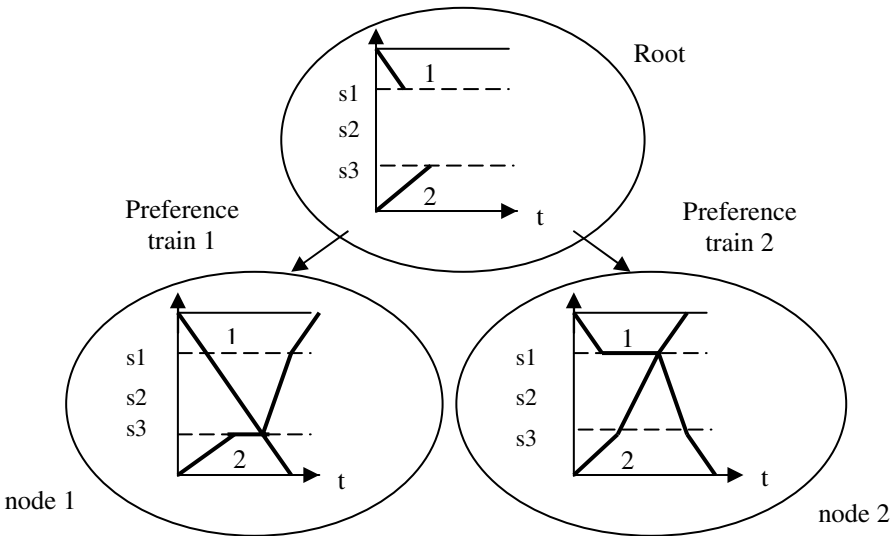 Root
1
s1
s2
s3
2
t
Preference
train 1
Preference
train 2
1
s1
s2
s3
2
t
node 1
1
s1
s2
s3
2
t
node 2